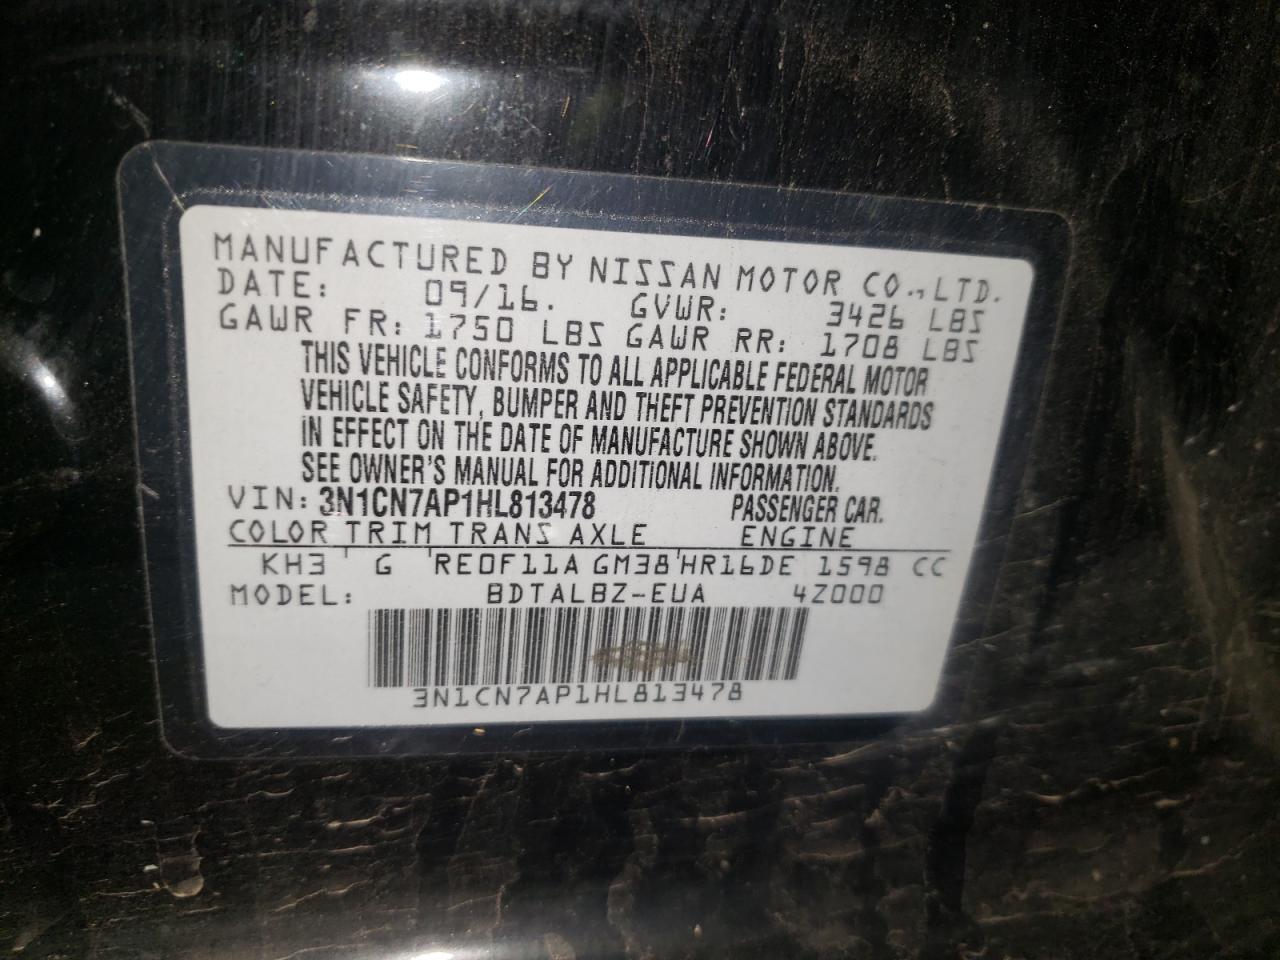 MANUFACTURED BY NISSAN MOTOR CO.,LTD.
DATE: 09/16. GVWR: 3426 LBS
GAWR FR: 1750 LBS GAWR RR: 1708 LBS
THIS VEHICLE CONFORMS TO ALL APPLICABLE FEDERAL MOTOR
VEHICLE SAFETY, BUMPER AND THEFT PREVENTION STANDARDS
IN EFFECT ON THE DATE OF MANUFACTURE SHOWN ABOVE.
SEE OWNER'S MANUAL FOR ADDITIONAL INFORMATION.
VIN: 3N1CN7AP1HL813478 PASSENGER CAR.
COLOR TRIM TRANS AXLE ENGINE
KH3 ' G 'RE0F11A GM38'HR16DE 1598 CC
MODEL: BDTALBZ-EUA 4Z000
3N1CN7AP1HL813478